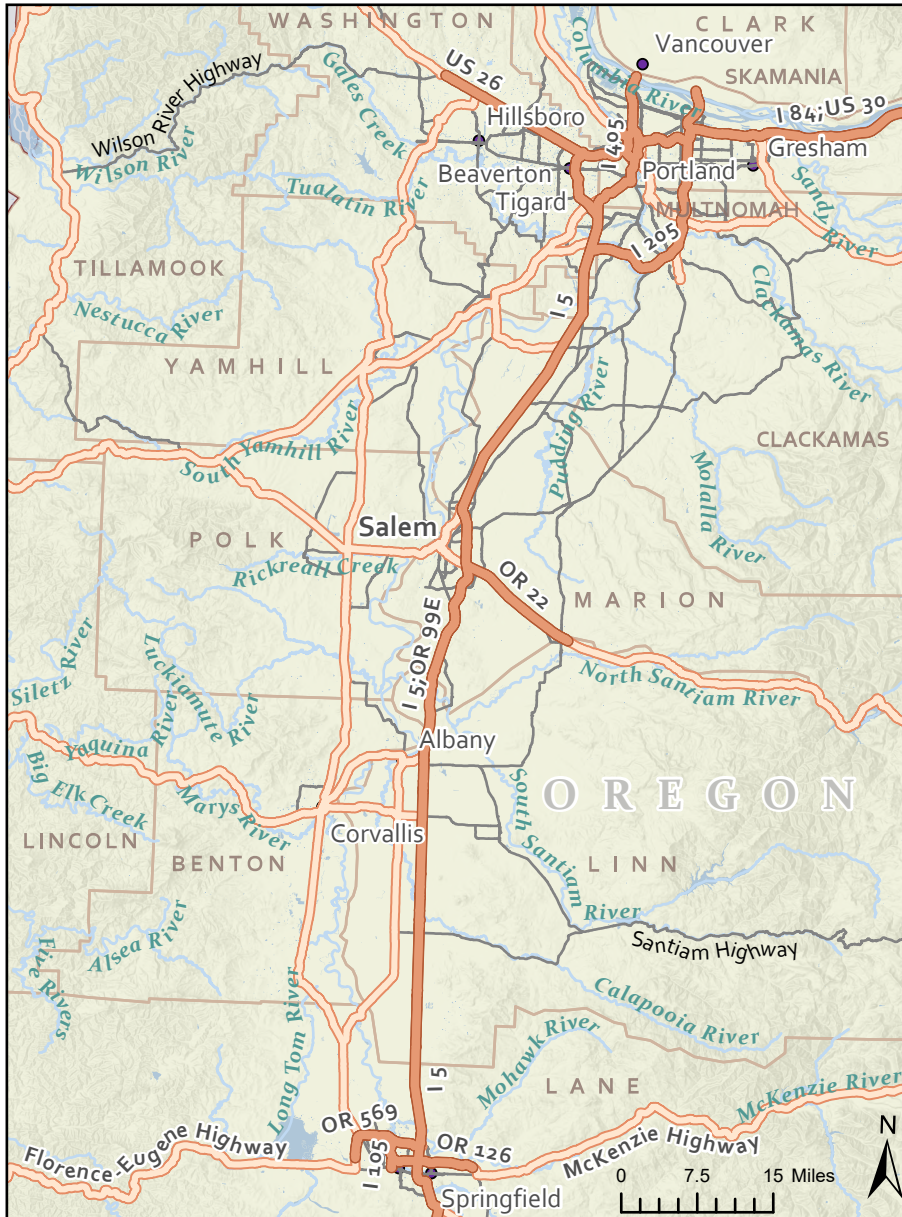 WASHINGTON
CLARK
Vancouver
SKAMANIA
Columbia River
US 26
Gales Creek
Wilson River Highway
I 84;US 30
Hillsboro
I 405
Gresham
Wilson River
Beaverton
Portland
Tualatin River
Tigard
Sandy River
MULTNOMAH
I 205
TILLAMOOK
Clackamas River
Nestucca River
I 5
YAMHILL
Pudding River
South Yamhill River
CLACKAMAS
Molalla River
Salem
POLK
Rickreall Creek
OR 22
MARION
I 5; OR 99E
Siletz River
Luckiamute River
North Santiam River
Yaquina River
Albany
Big Elk Creek
Marys River
South Santiam River
OREGON
Corvallis
LINCOLN
BENTON
LINN
Alsea River
Five Rivers
Santiam Highway
Long Tom River
Calapooia River
Mohawk River
I 5
LANE
McKenzie River
OR 569
OR 126
Florence-Eugene Highway
I 105
McKenzie Highway
Springfield
N
0 7.5 15 Miles